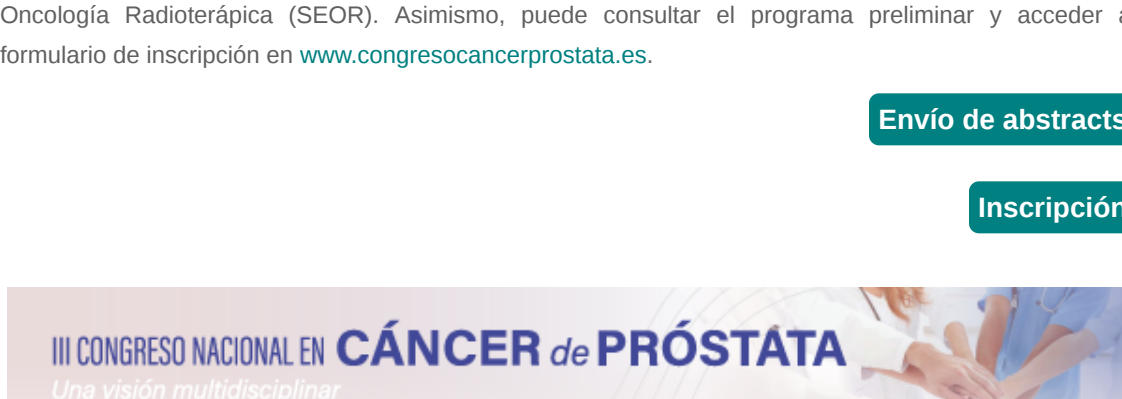 Oncología Radioterápica (SEOR). Asimismo, puede consultar el programa preliminar y acceder a
formulario de inscripción en www.congresocancerprostata.es.
Envío de abstracts
Inscripción
III CONGRESO NACIONAL EN CÁNCER de PRÓSTATA
Una visión multidisciplinar